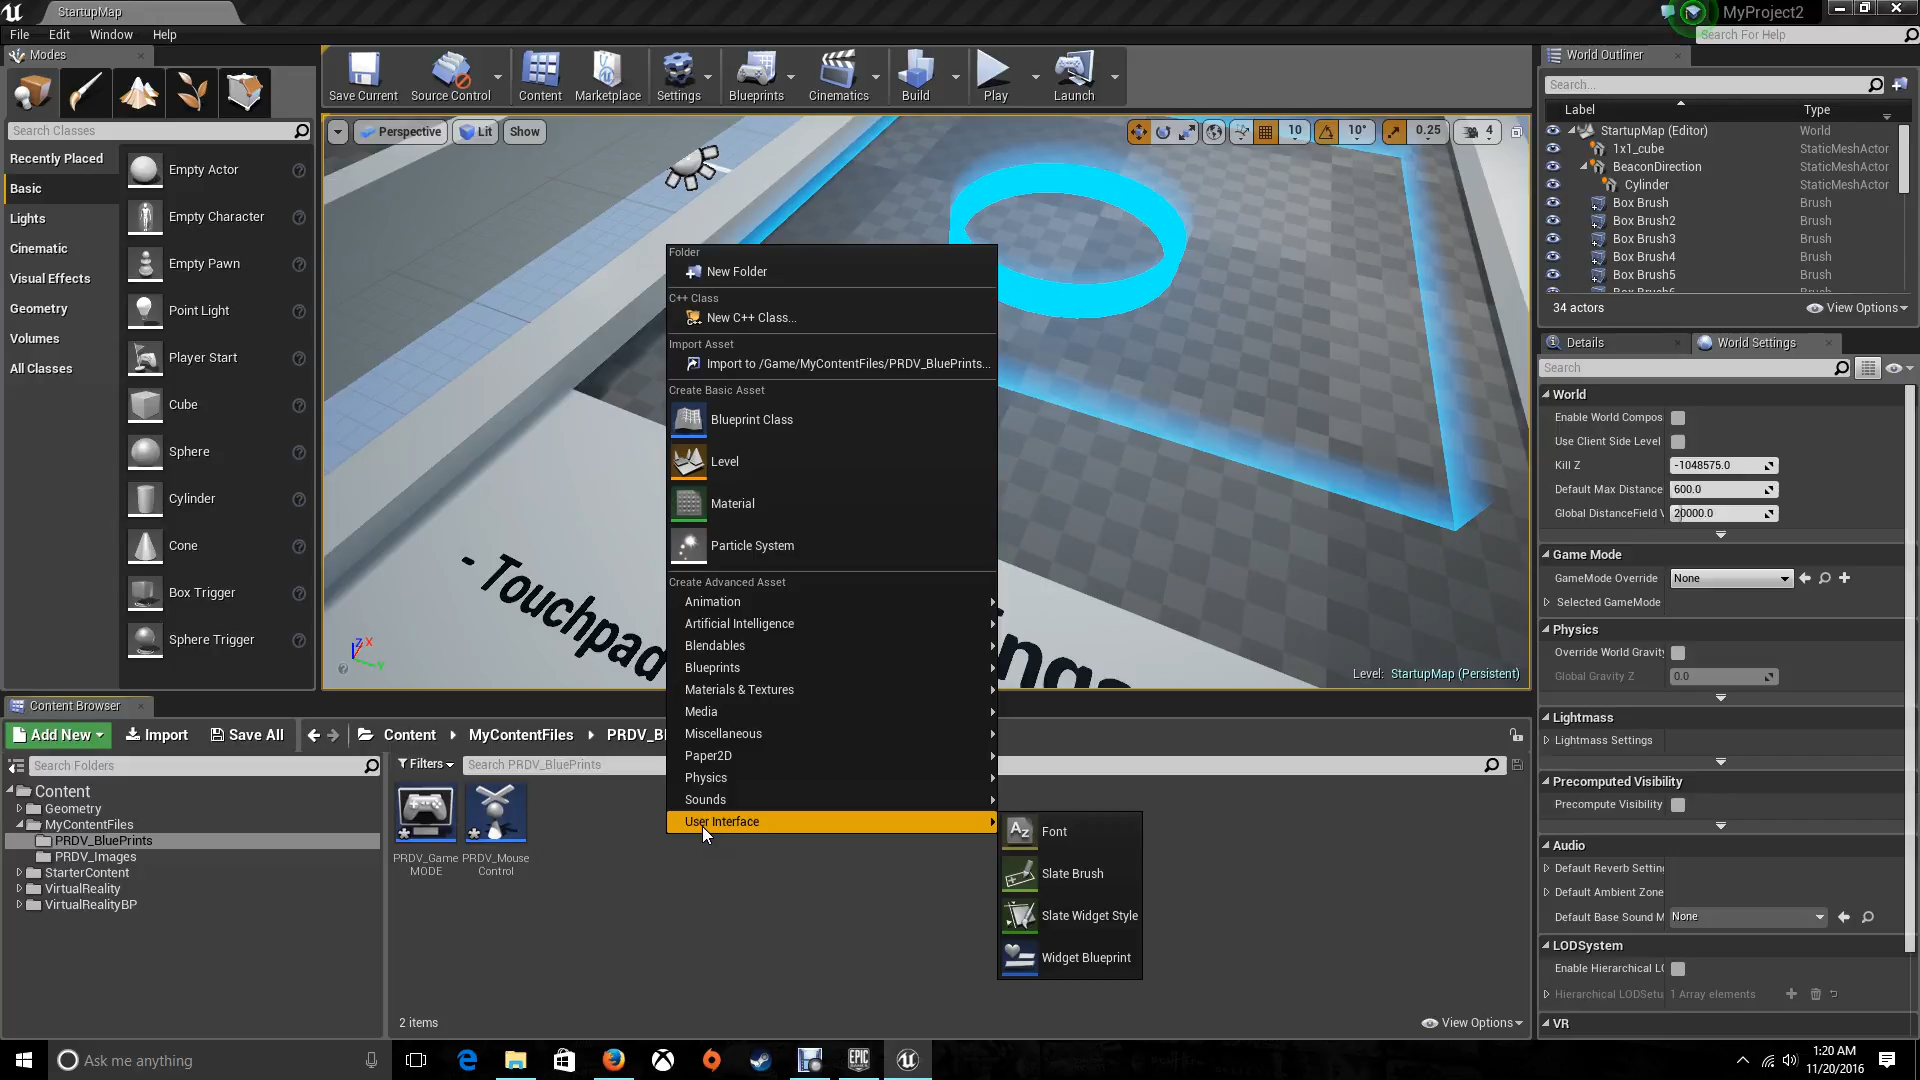 StartupMap
MyProject2
File Edit Window Help
Search For Help
Modes
Save Current
Source Control
Content
Marketplace
Settings
Blueprints
Cinematics
Build
Play
Launch
World Outliner
Search...
Label Type
StartupMap (Editor) World
1x1_cube StaticMeshActor
BeaconDirection StaticMeshActor
Cylinder StaticMeshActor
Box Brush Brush
Box Brush2 Brush
Box Brush3 Brush
Box Brush4 Brush
Box Brush5 Brush
Box Brush6 Brush
34 actors
View Options
Search Classes
Recently Placed
Basic
Lights
Cinematic
Visual Effects
Geometry
Volumes
All Classes
Empty Actor
Empty Character
Empty Pawn
Point Light
Player Start
Cube
Sphere
Cylinder
Cone
Box Trigger
Sphere Trigger
Perspective
Lit
Show
10
10°
0.25
4
- Touchpad
ings
Z X
Y
Level: StartupMap (Persistent)
Folder
New Folder
C++ Class
New C++ Class...
Import Asset
Import to /Game/MyContentFiles/PRDV_BluePrints...
Create Basic Asset
Blueprint Class
Level
Material
Particle System
Create Advanced Asset
Animation
Artificial Intelligence
Blendables
Blueprints
Materials & Textures
Media
Miscellaneous
Paper2D
Physics
Sounds
User Interface
Az Font
Slate Brush
Slate Widget Style
Widget Blueprint
Details
World Settings
Search
World
Enable World Compos
Use Client Side Level
Kill Z -1048575.0
Default Max Distance 600.0
Global DistanceField V 20000.0
Game Mode
GameMode Override None
Selected GameMode
Physics
Override World Gravity
Global Gravity Z 0.0
Lightmass
Lightmass Settings
Precomputed Visibility
Precompute Visibility
Audio
Default Reverb Setting
Default Ambient Zone
Default Base Sound M None
LODSystem
Enable Hierarchical LO
Hierarchical LODSetu 1 Array elements
VR
Content Browser
Add New
Import
Save All
Content
MyContentFiles
PRDV_B
Search Folders
Filters
Search PRDV_BluePrints
Content
Geometry
MyContentFiles
PRDV_BluePrints
PRDV_Images
StarterContent
VirtualReality
VirtualRealityBP
PRDV_Game
MODE
PRDV_Mouse
Control
2 items
View Options
Ask me anything
EPIC
GAMES
1:20 AM
11/20/2016